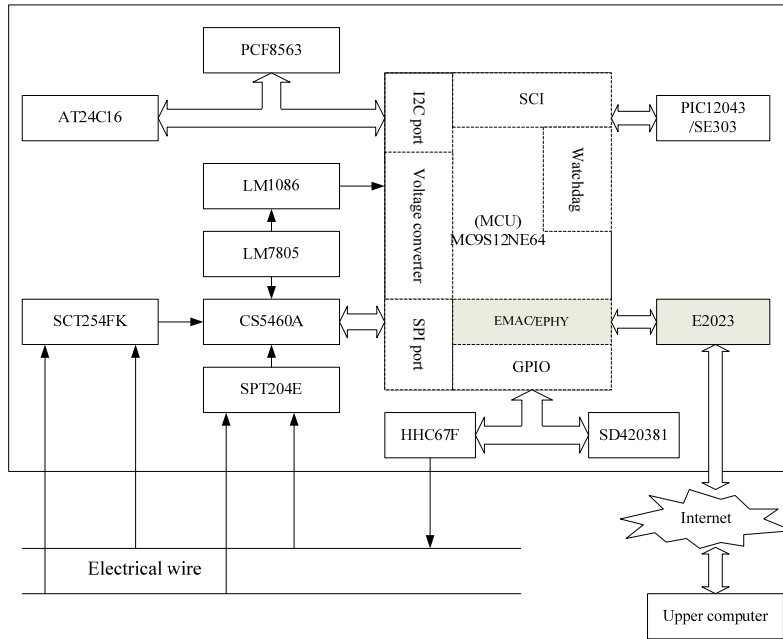 PCF8563
AT24C16
I2C port
SCI
PIC12043
/SE303
LM1086
Voltage converter
Watchdag
(MCU)
MC9S12NE64
LM7805
SCT254FK
CS5460A
SPI port
EMAC/EPHY
E2023
GPIO
SPT204E
HHC67F
SD420381
Internet
Electrical wire
Upper computer